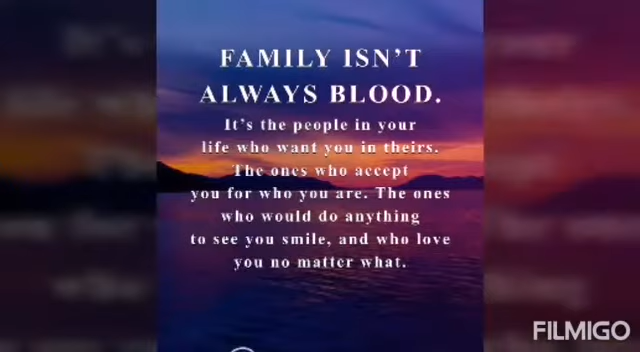 FAMILY ISN'T
ALWAYS BLOOD.
It's the people in your
life who want you in theirs.
The ones who accept
you for who you are. The ones
who would do anything
to see you smile, and who love
you no matter what.
FILMIGO